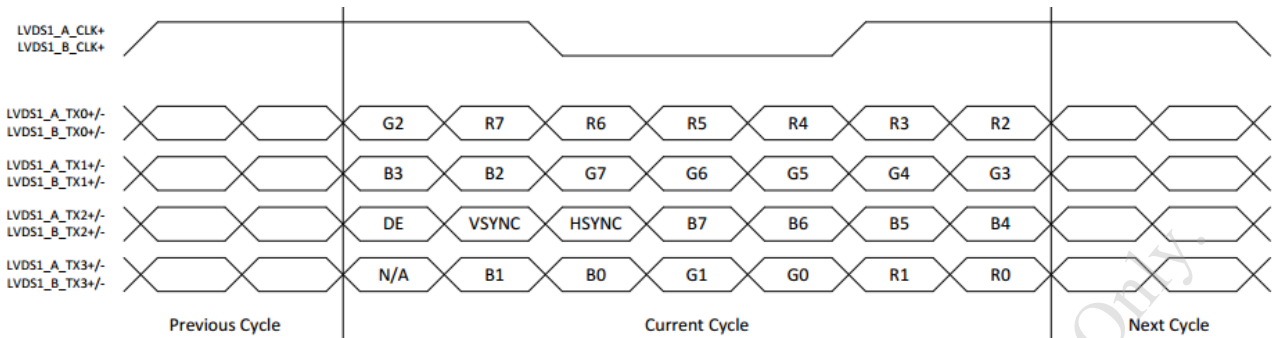 LVDS1_A_CLK+
LVDS1_B_CLK+
LVDS1_A_TX0+/-
LVDS1_B_TX0+/-
G2 R7 R6 R5 R4 R3 R2
LVDS1_A_TX1+/-
LVDS1_B_TX1+/-
B3 B2 G7 G6 G5 G4 G3
LVDS1_A_TX2+/-
LVDS1_B_TX2+/-
DE VSYNC HSYNC B7 B6 B5 B4
LVDS1_A_TX3+/-
LVDS1_B_TX3+/-
N/A B1 B0 G1 G0 R1 R0
Previous Cycle Current Cycle Next Cycle
Only.